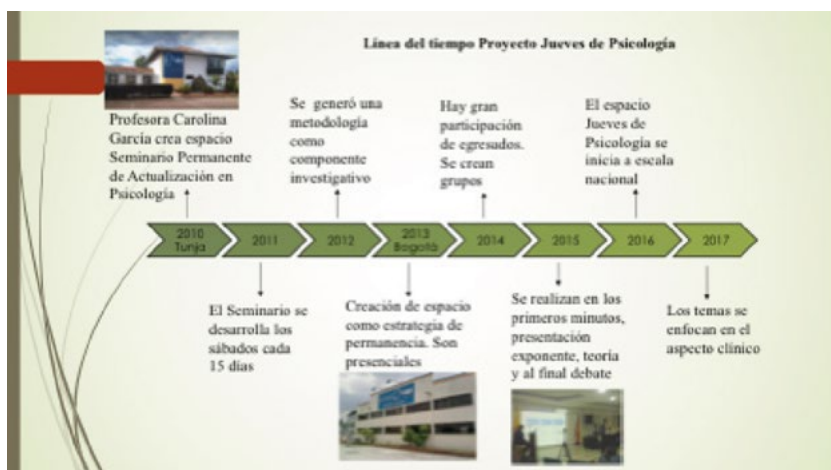 Línea del tiempo Proyecto Jueves de Psicología
Profesora Carolina
García crea espacio
Seminario Permanente
de Actualización en
Psicología
Se generó una
metodología
como
componente
investigativo
Hay gran
participación
de egresados.
Se crean
grupos
El espacio
Jueves de
Psicología se
inicia a escala
nacional
2010
Tunja
2011
2012
2013
Bogotá
2014
2015
2016
2017
El Seminario se
desarrolla los
sábados cada
15 días
Creación de espacio
como estrategia de
permanencia. Son
presenciales
Se realizan en los
primeros minutos,
presentación
exponente, teoría
y al final debate
Los temas se
enfocan en el
aspecto clínico